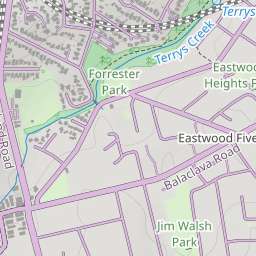 Terrys Creek
Terrys
Forrester
Park
Eastwood
Heights F
Road
Eastwood Five
Balaclava Road
Jim Walsh
Park